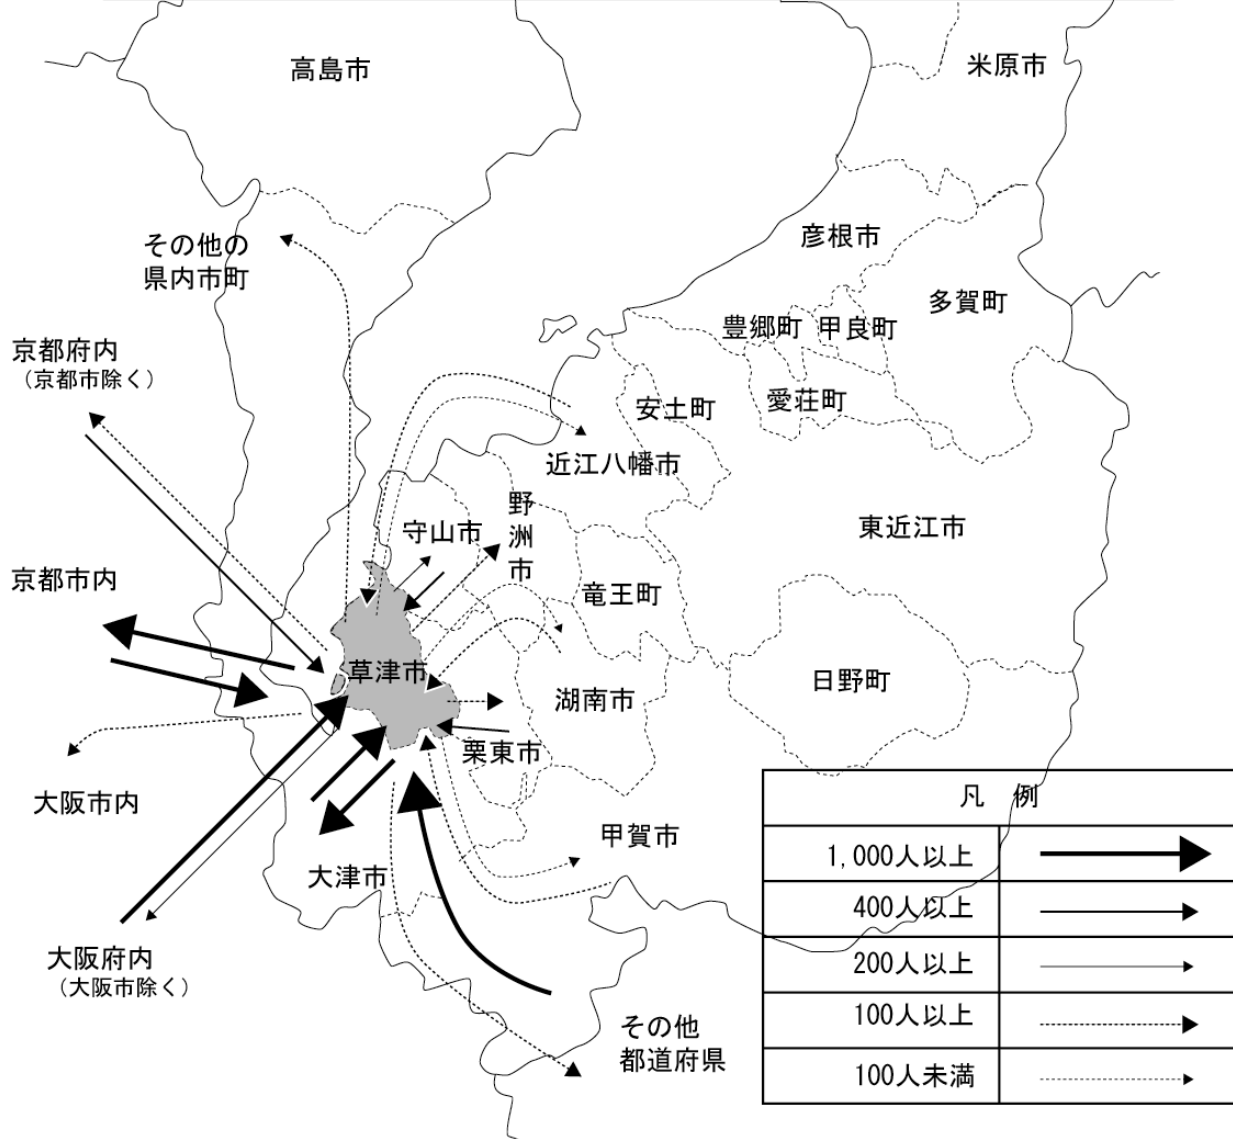 高島市
米原市
その他の
県内市町
彦根市
多賀町
豊郷町
甲良町
京都府内
（京都市除く）
安土町
愛荘町
近江八幡市
野
洲
市
守山市
東近江市
京都市内
竜王町
草津市
日野町
湖南市
栗東市
大阪市内
甲賀市
大津市
大阪府内
（大阪市除く）
その他
都道府県
凡　例
1,000人以上
400人以上
200人以上
100人以上
100人未満